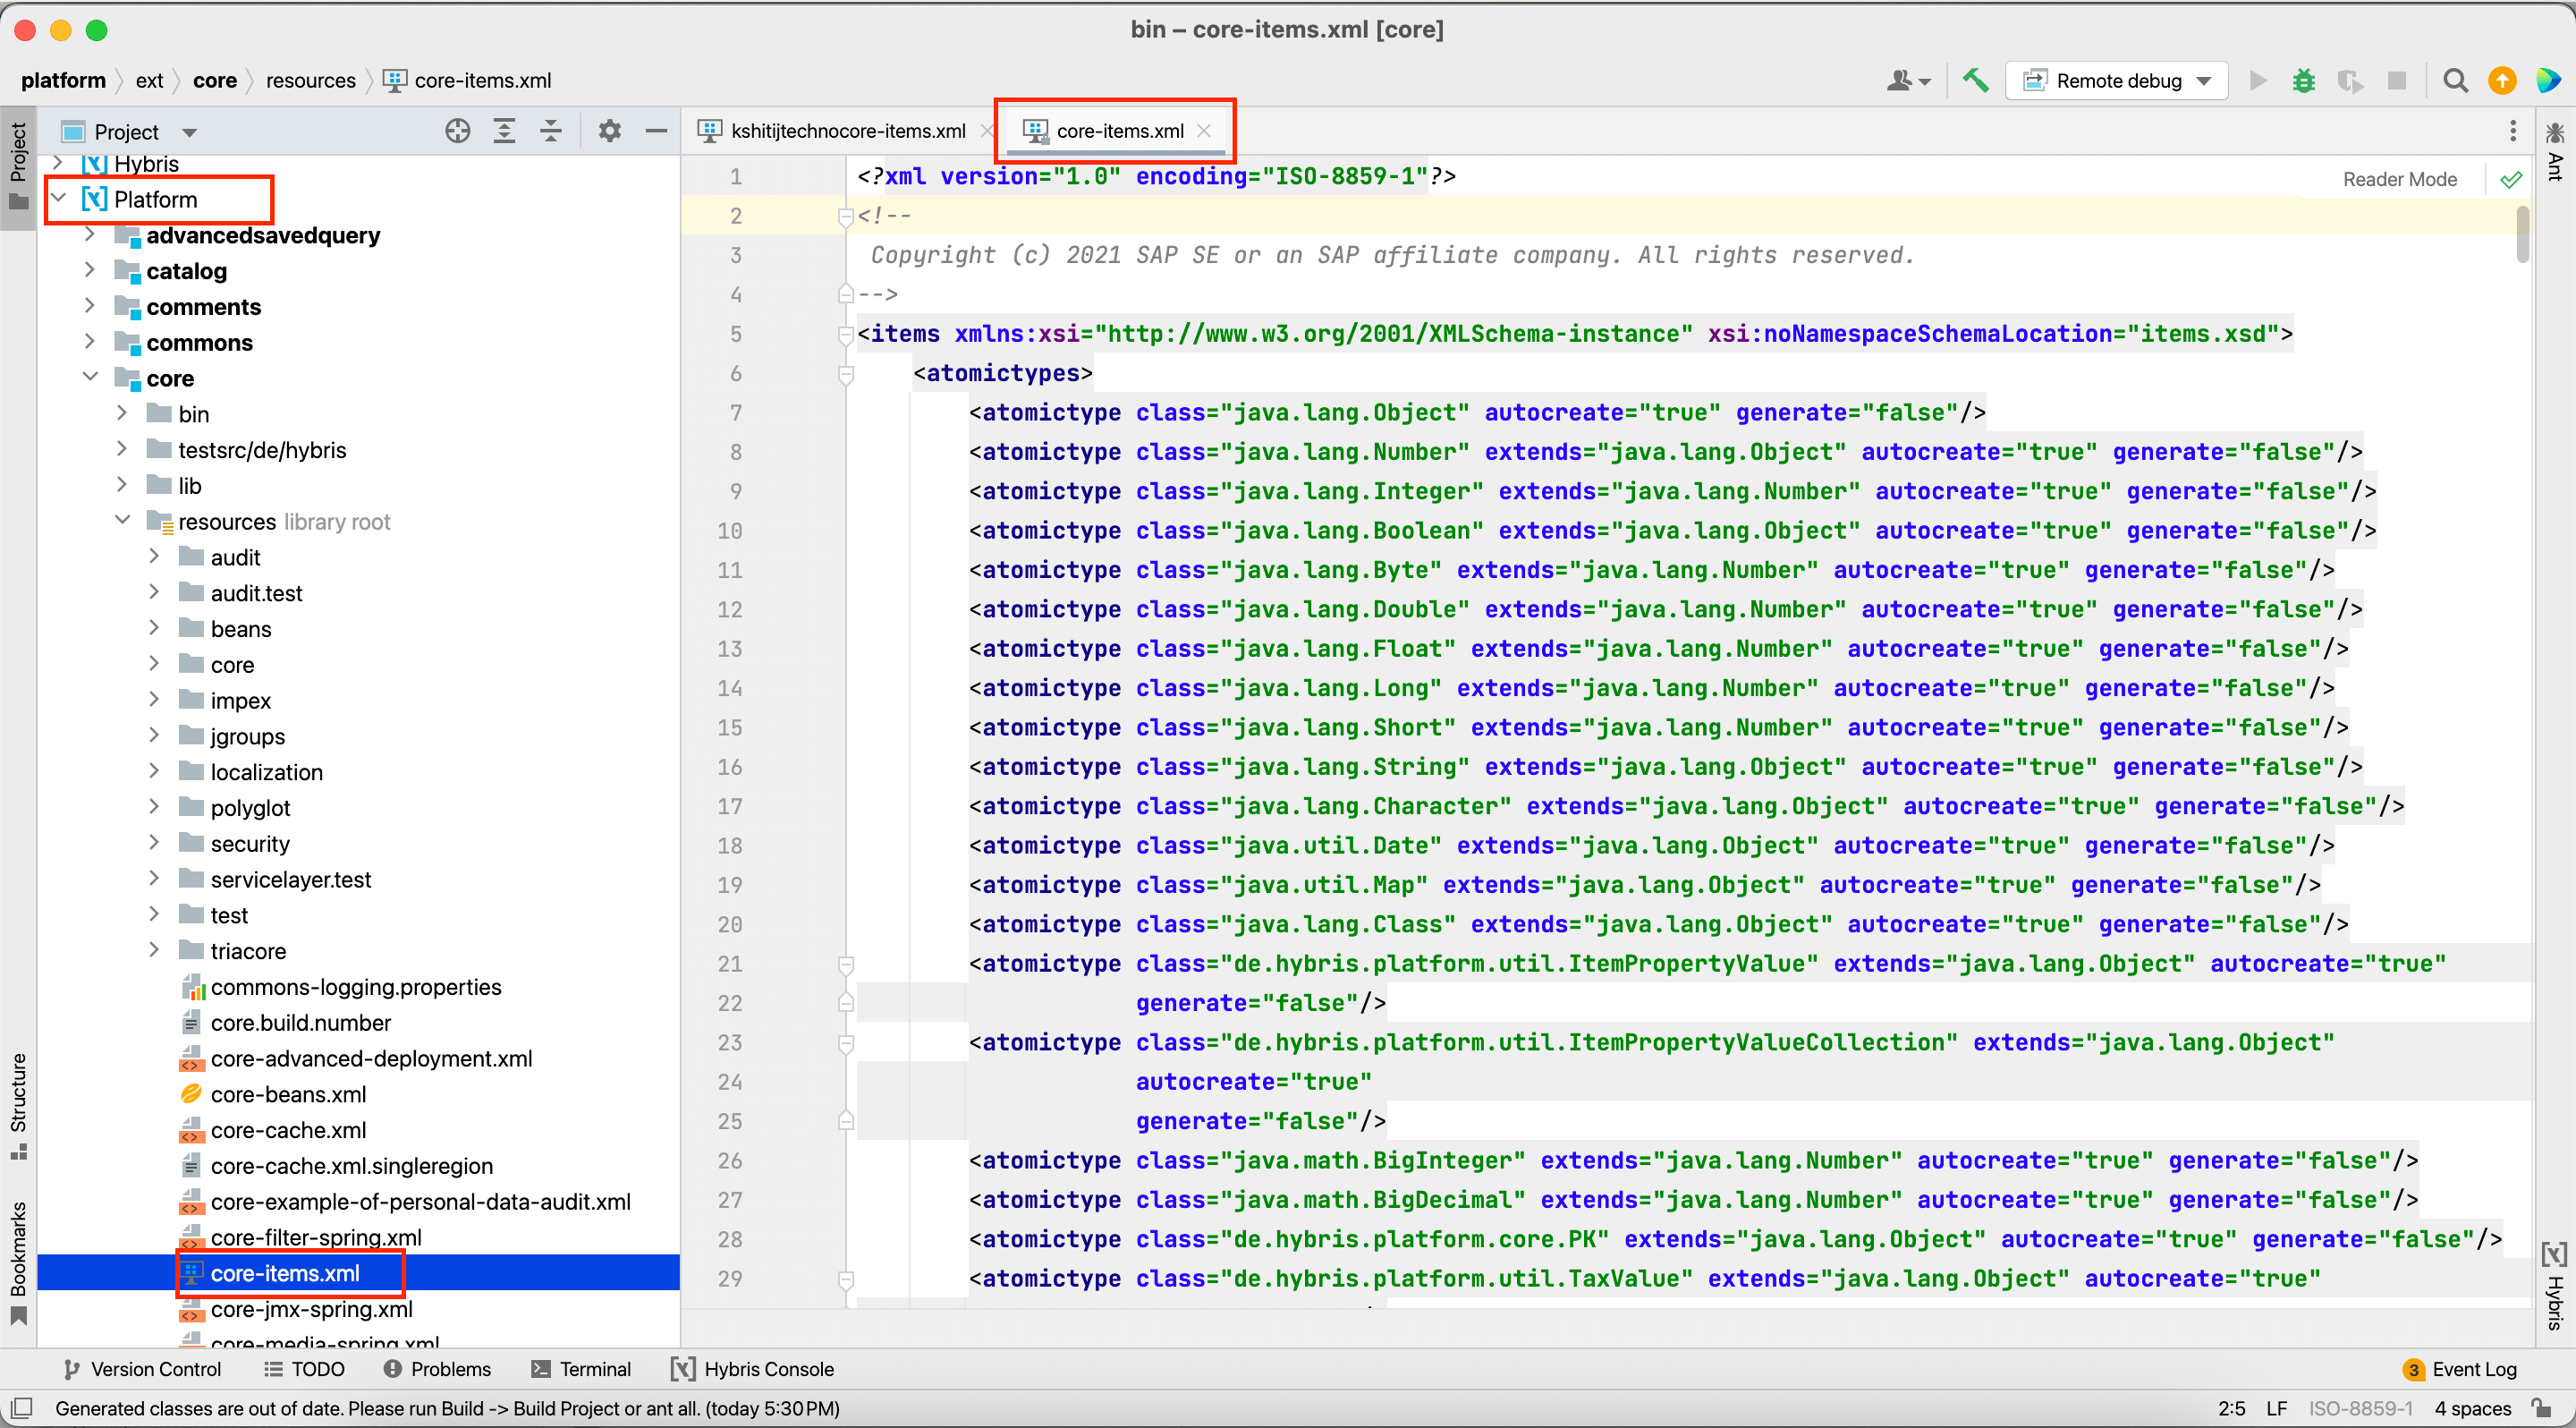 bin – core-items.xml [core]
platform ext core resources core-items.xml
Remote debug
Project
Project
kshitijtechnocore-items.xml
core-items.xml
Ant
Hybris
Platform
advancedsavedquery
catalog
comments
commons
core
bin
testsrc/de/hybris
lib
resources library root
audit
audit.test
beans
core
impex
jgroups
localization
polyglot
security
servicelayer.test
test
triacore
commons-logging.properties
core.build.number
core-advanced-deployment.xml
core-beans.xml
core-cache.xml
core-cache.xml.singleregion
core-example-of-personal-data-audit.xml
core-filter-spring.xml
core-items.xml
core-jmx-spring.xml
core-media-spring.xml
Structure
Bookmarks
Reader Mode
1 <?xml version="1.0" encoding="ISO-8859-1"?>
2 <!--
3 Copyright (c) 2021 SAP SE or an SAP affiliate company. All rights reserved.
4 -->
5 <items xmlns:xsi="http://www.w3.org/2001/XMLSchema-instance" xsi:noNamespaceSchemaLocation="items.xsd">
6 <atomictypes>
7 <atomictype class="java.lang.Object" autocreate="true" generate="false"/>
8 <atomictype class="java.lang.Number" extends="java.lang.Object" autocreate="true" generate="false"/>
9 <atomictype class="java.lang.Integer" extends="java.lang.Number" autocreate="true" generate="false"/>
10 <atomictype class="java.lang.Boolean" extends="java.lang.Object" autocreate="true" generate="false"/>
11 <atomictype class="java.lang.Byte" extends="java.lang.Number" autocreate="true" generate="false"/>
12 <atomictype class="java.lang.Double" extends="java.lang.Number" autocreate="true" generate="false"/>
13 <atomictype class="java.lang.Float" extends="java.lang.Number" autocreate="true" generate="false"/>
14 <atomictype class="java.lang.Long" extends="java.lang.Number" autocreate="true" generate="false"/>
15 <atomictype class="java.lang.Short" extends="java.lang.Number" autocreate="true" generate="false"/>
16 <atomictype class="java.lang.String" extends="java.lang.Object" autocreate="true" generate="false"/>
17 <atomictype class="java.lang.Character" extends="java.lang.Object" autocreate="true" generate="false"/>
18 <atomictype class="java.util.Date" extends="java.lang.Object" autocreate="true" generate="false"/>
19 <atomictype class="java.util.Map" extends="java.lang.Object" autocreate="true" generate="false"/>
20 <atomictype class="java.lang.Class" extends="java.lang.Object" autocreate="true" generate="false"/>
21 <atomictype class="de.hybris.platform.util.ItemPropertyValue" extends="java.lang.Object" autocreate="true"
22 generate="false"/>
23 <atomictype class="de.hybris.platform.util.ItemPropertyValueCollection" extends="java.lang.Object"
24 autocreate="true"
25 generate="false"/>
26 <atomictype class="java.math.BigInteger" extends="java.lang.Number" autocreate="true" generate="false"/>
27 <atomictype class="java.math.BigDecimal" extends="java.lang.Number" autocreate="true" generate="false"/>
28 <atomictype class="de.hybris.platform.core.PK" extends="java.lang.Object" autocreate="true" generate="false"/>
29 <atomictype class="de.hybris.platform.util.TaxValue" extends="java.lang.Object" autocreate="true"
Hybris
Version Control
TODO
Problems
Terminal
Hybris Console
3 Event Log
Generated classes are out of date. Please run Build -> Build Project or ant all. (today 5:30 PM)
2:5 LF ISO-8859-1 4 spaces